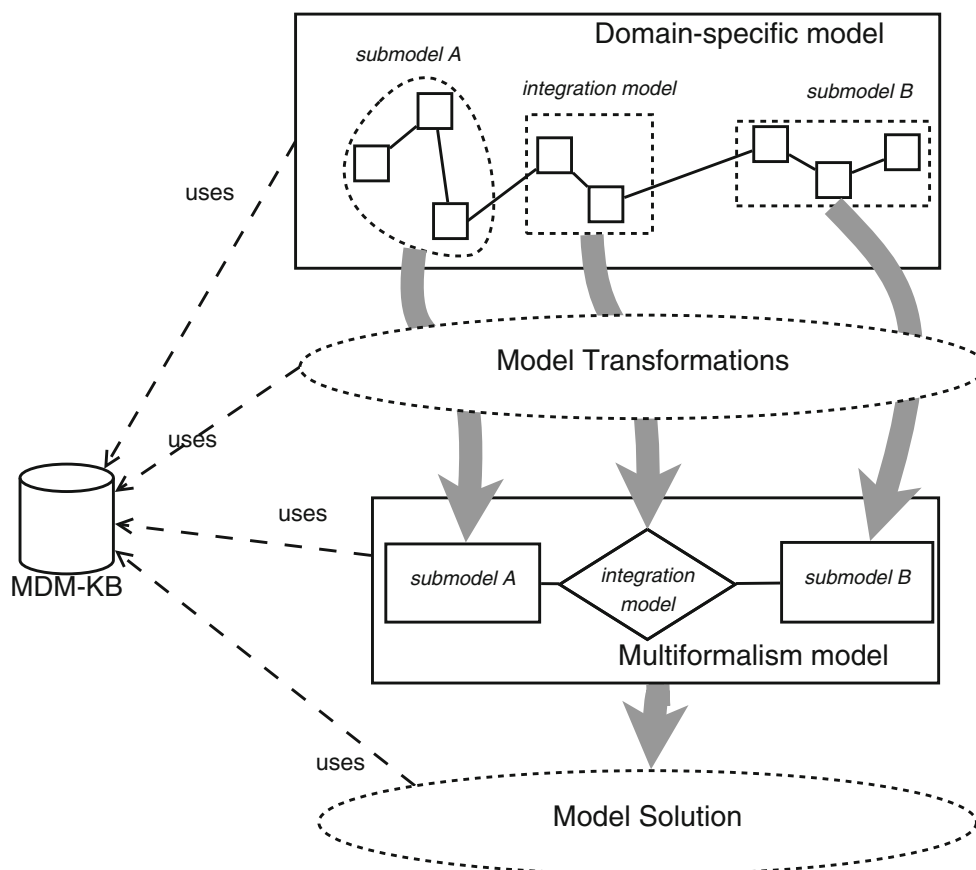 Domain-specific model
submodel A
integration model
submodel B
uses
Model Transformations
uses
uses
MDM-KB
submodel A
integration
model
submodel B
Multiformalism model
uses
Model Solution